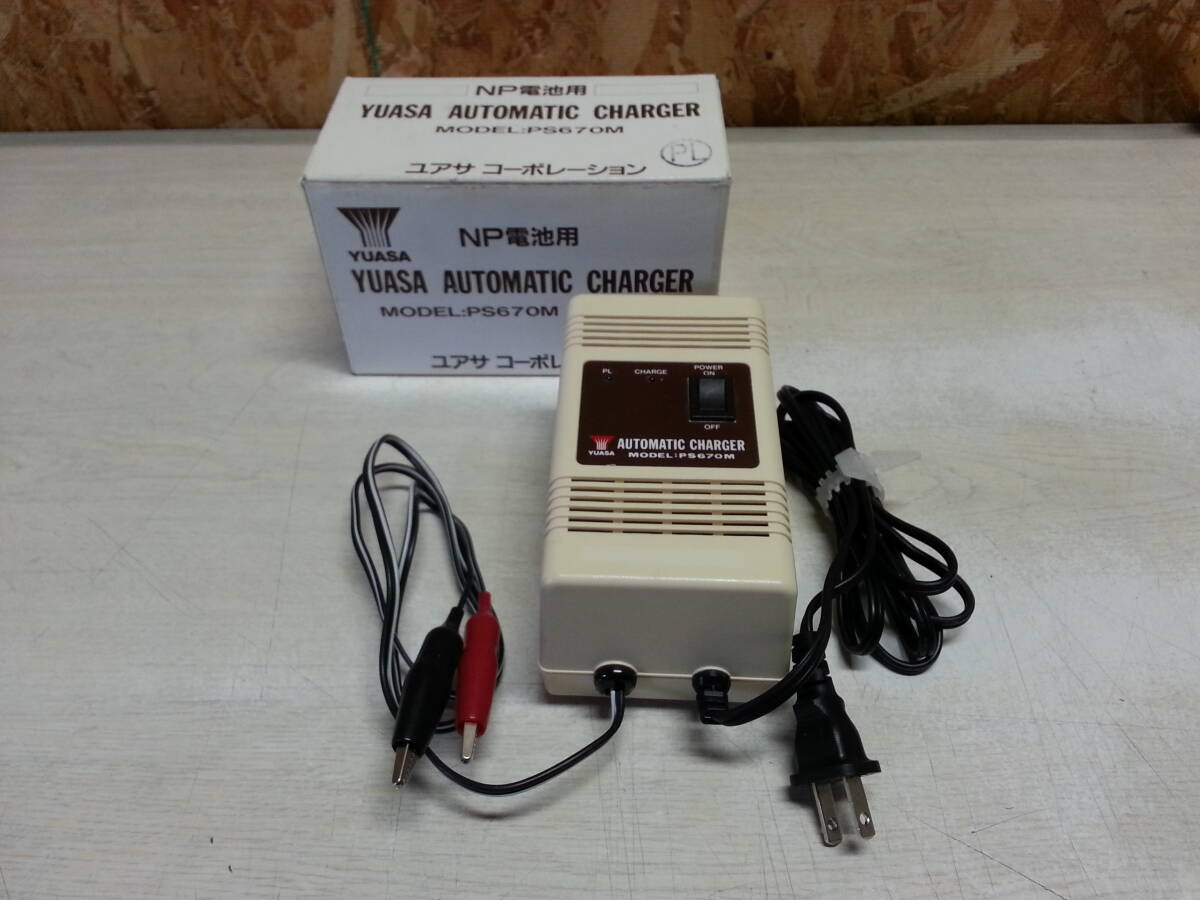 NP電池用
YUASA AUTOMATIC CHARGER
MODEL:PS670M
ユアサ コーポレーション
PL
YUASA
NP電池用
YUASA AUTOMATIC CHARGER
MODEL:PS670M
ユアサ コーポレ
PL CHARGE POWER
ON
OFF
YUASA
AUTOMATIC CHARGER
MODEL:PS670M